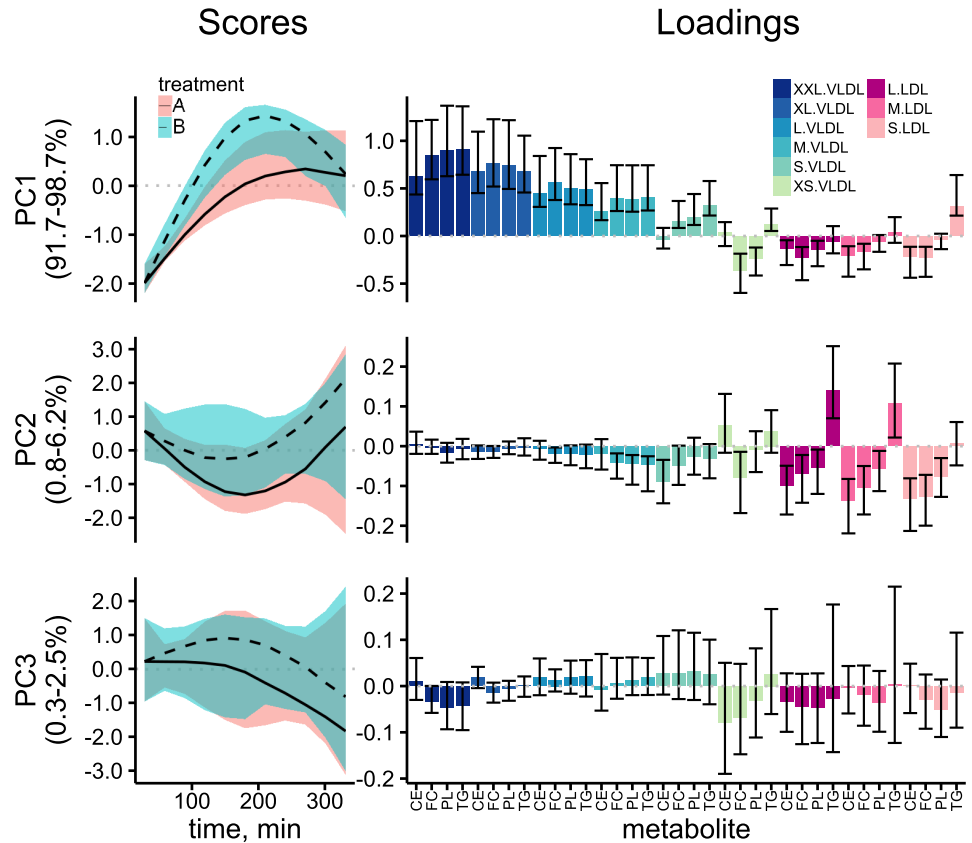 Scores
Loadings
treatment
A
B
XXL.VLDL
XL.VLDL
L.VLDL
M.VLDL
S.VLDL
XS.VLDL
L.LDL
M.LDL
S.LDL
PC1
(91.7-98.7%)
1.0
0.0
-1.0
-2.0
1.0
0.5
0.0
-0.5
PC2
(0.8-6.2%)
3.0
2.0
1.0
0.0
-1.0
-2.0
0.2
0.1
0.0
-0.1
-0.2
PC3
(0.3-2.5%)
2.0
1.0
0.0
-1.0
-2.0
-3.0
0.2
0.1
0.0
-0.1
-0.2
100 200 300
time, min
CE FC PL TG CE FC PL TG CE FC PL TG CE FC PL TG CE FC PL TG CE FC PL TG CE FC PL TG CE FC PL TG CE FC PL TG
metabolite